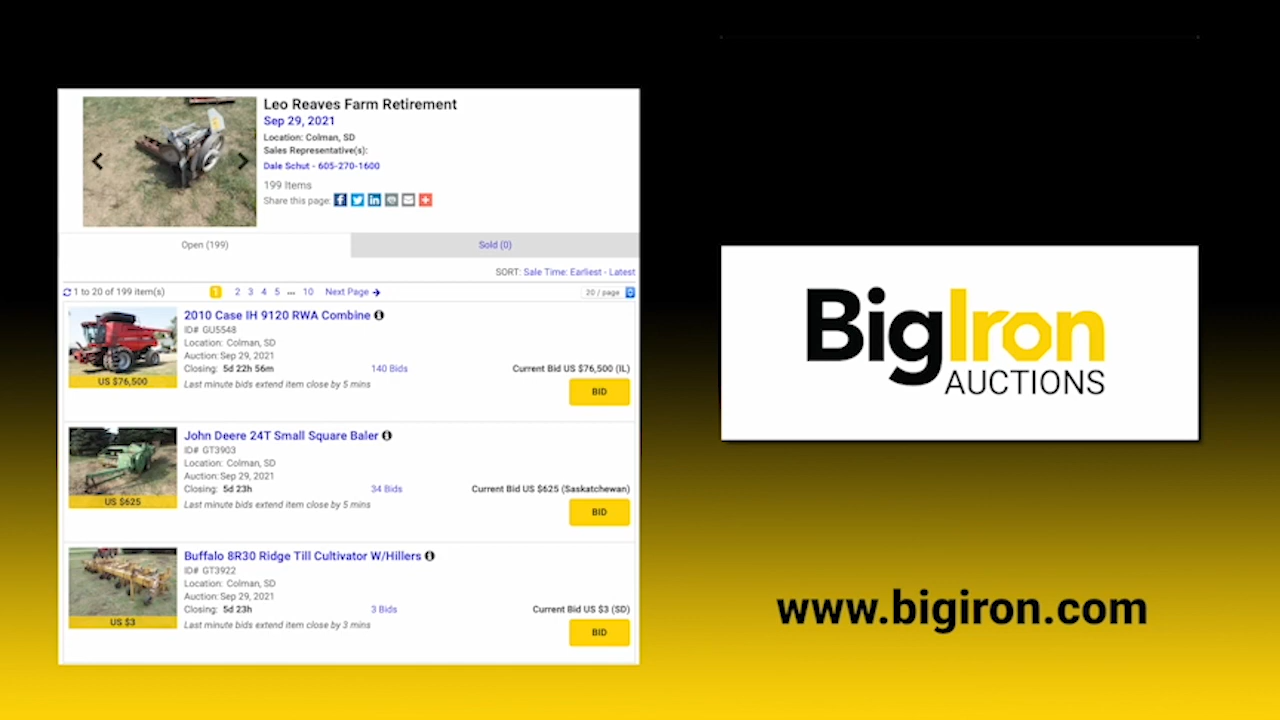 Leo Reaves Farm Retirement
Sep 29, 2021
Location: Colman, SD
Sales Representative(s):
Dale Schut - 605-270-1600
199 Items
Share this page:
Open (199)
Sold (0)
SORT: Sale Time: Earliest - Latest
1 to 20 of 199 item(s) 1 2 3 4 5 ... 10 Next Page 20 / page
2010 Case IH 9120 RWA Combine
ID# GU5548
Location: Colman, SD
Auction: Sep 29, 2021
Closing: 5d 22h 56m 140 Bids Current Bid US $76,500 (IL)
US $76,500
Last minute bids extend item close by 5 mins
BID
John Deere 24T Small Square Baler
ID# GT3903
Location: Colman, SD
Auction: Sep 29, 2021
Closing: 5d 23h 34 Bids Current Bid US $625 (Saskatchewan)
US $625
Last minute bids extend item close by 5 mins
BID
Buffalo 8R30 Ridge Till Cultivator W/Hillers
ID# GT3922
Location: Colman, SD
Auction: Sep 29, 2021
Closing: 5d 23h 3 Bids Current Bid US $3 (SD)
US $3
Last minute bids extend item close by 3 mins
BID
BigIron
AUCTIONS
www.bigiron.com